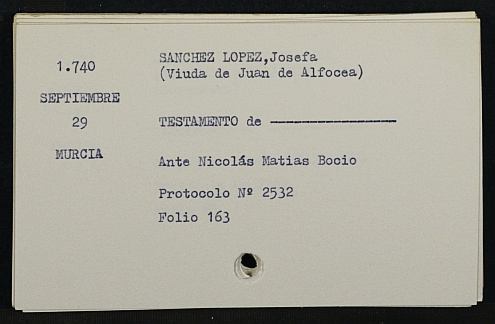 1.740
SANCHEZ LOPEZ,Josefa
(Viuda de Juan de Alfocea)
SEPTIEMBRE
29
TESTAMENTO de ----------------
MURCIA
Ante Nicolás Matias Bocio
Protocolo Nº 2532
Folio 163